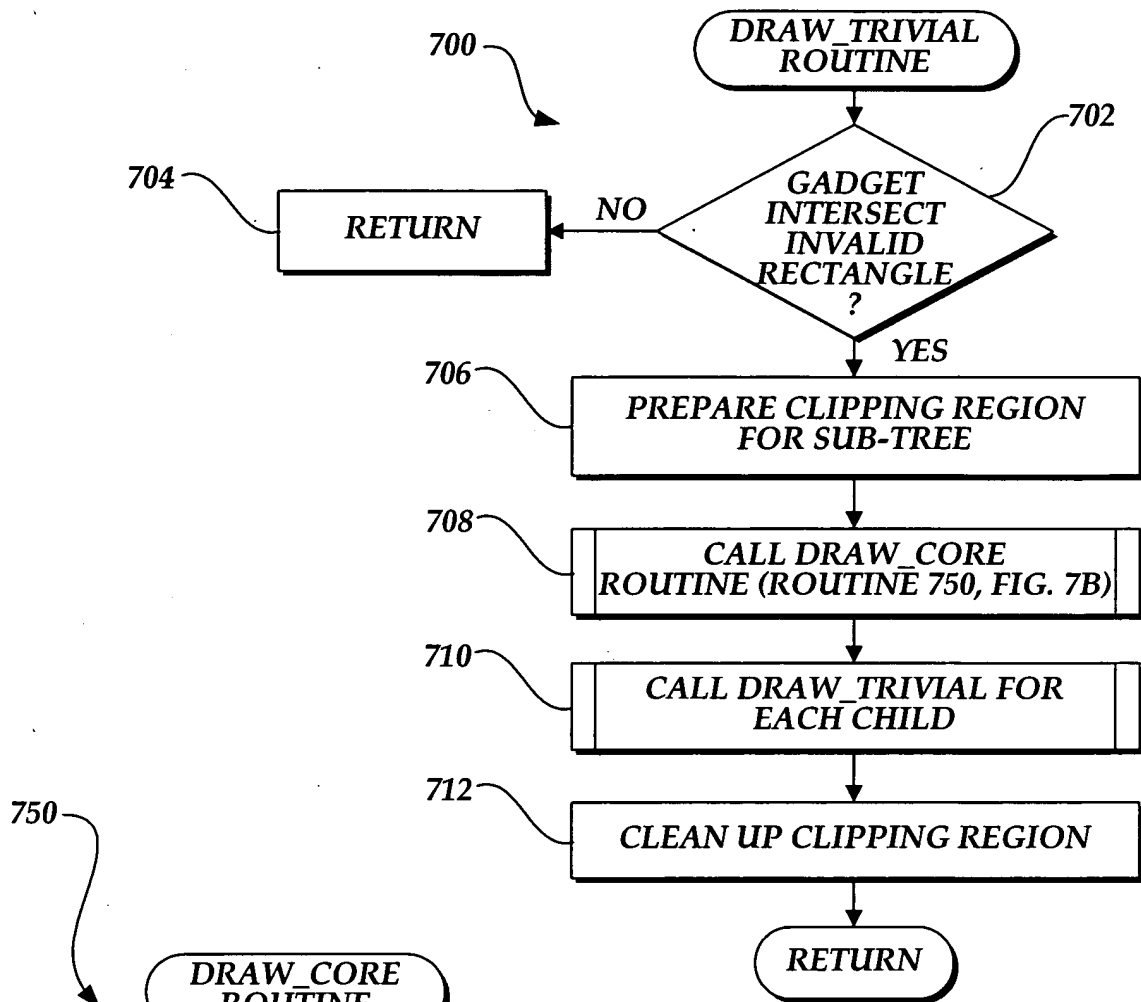 700
DRAW_TRIVIAL
ROUTINE
702
704
RETURN
NO
GADGET
INTERSECT
INVALID
RECTANGLE
?
YES
706
PREPARE CLIPPING REGION
FOR SUB-TREE
708
CALL DRAW_CORE
ROUTINE (ROUTINE 750, FIG. 7B)
710
CALL DRAW_TRIVIAL FOR
EACH CHILD
712
CLEAN UP CLIPPING REGION
RETURN
750
DRAW_CORE
ROUTINE